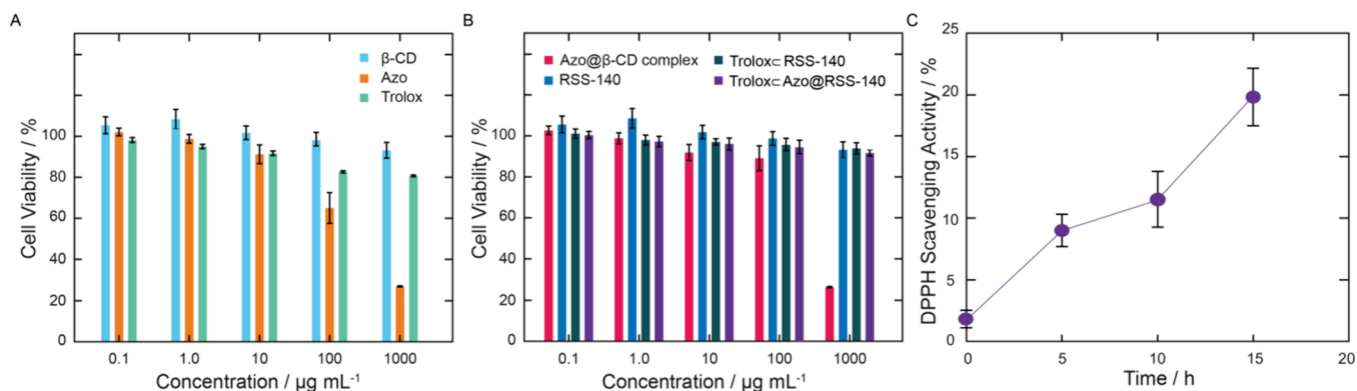 A
Cell Viability / %
100
80
60
40
20
0
β-CD
Azo
Trolox
0.1
1.0
10
100
1000
Concentration / μg mL⁻¹
B
Cell Viability / %
100
80
60
40
20
0
Azo@β-CD complex
RSS-140
Trolox⊂ RSS-140
Trolox⊂ Azo@RSS-140
0.1
1.0
10
100
1000
Concentration / μg mL⁻¹
C
DPPH Scavenging Activity / %
25
20
15
10
5
0
0
5
10
15
20
Time / h